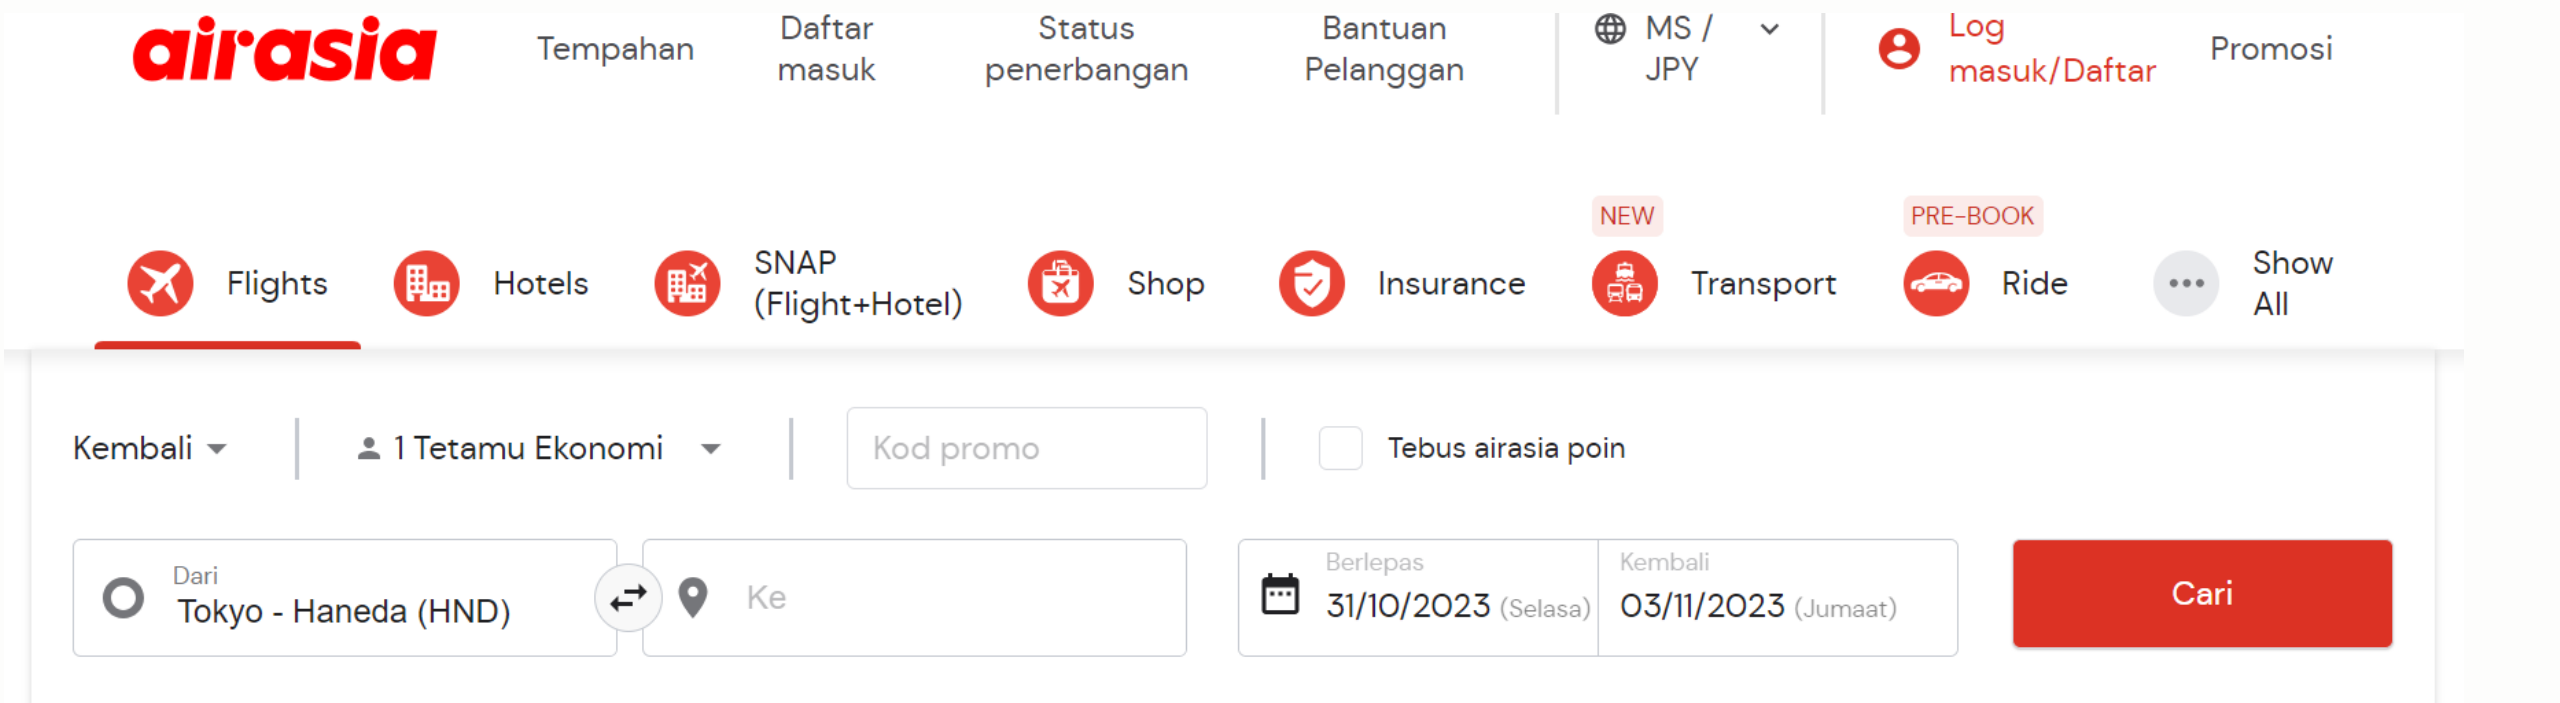 airasia
Tempahan
Daftar
masuk
Status
penerbangan
Bantuan
Pelanggan
MS /
JPY
Log
masuk/Daftar
Promosi
Flights
Hotels
SNAP
(Flight+Hotel)
Shop
Insurance
NEW
Transport
PRE-BOOK
Ride
Show
All
Kembali
1 Tetamu Ekonomi
Kod promo
Tebus airasia poin
Dari
Tokyo - Haneda (HND)
Ke
Berlepas
31/10/2023 (Selasa)
Kembali
03/11/2023 (Jumaat)
Cari